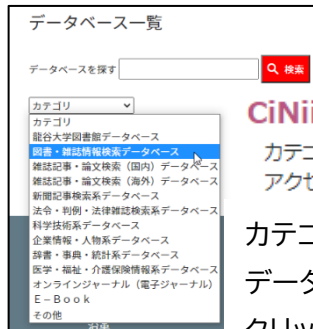 データベース一覧
データベースを探す
検索
カテゴリ
CiNii
カテゴリ
龍谷大学図書館データベース
図書・雑誌情報検索データベース
雑誌記事・論文検索（国内）データベース
雑誌記事・論文検索（海外）データベース
新聞記事検索系データベース
法令・判例・法律雑誌検索系データベース
科学技術系データベース
企業情報・人物系データベース
辞書・事典・統計系データベース
医学・福祉・介護保険情報系データベース
オンラインジャーナル（電子ジャーナル）
Ｅ－Ｂｏｏｋ
その他
カテゴ
アクセ
カテゴ
データ
クリッ